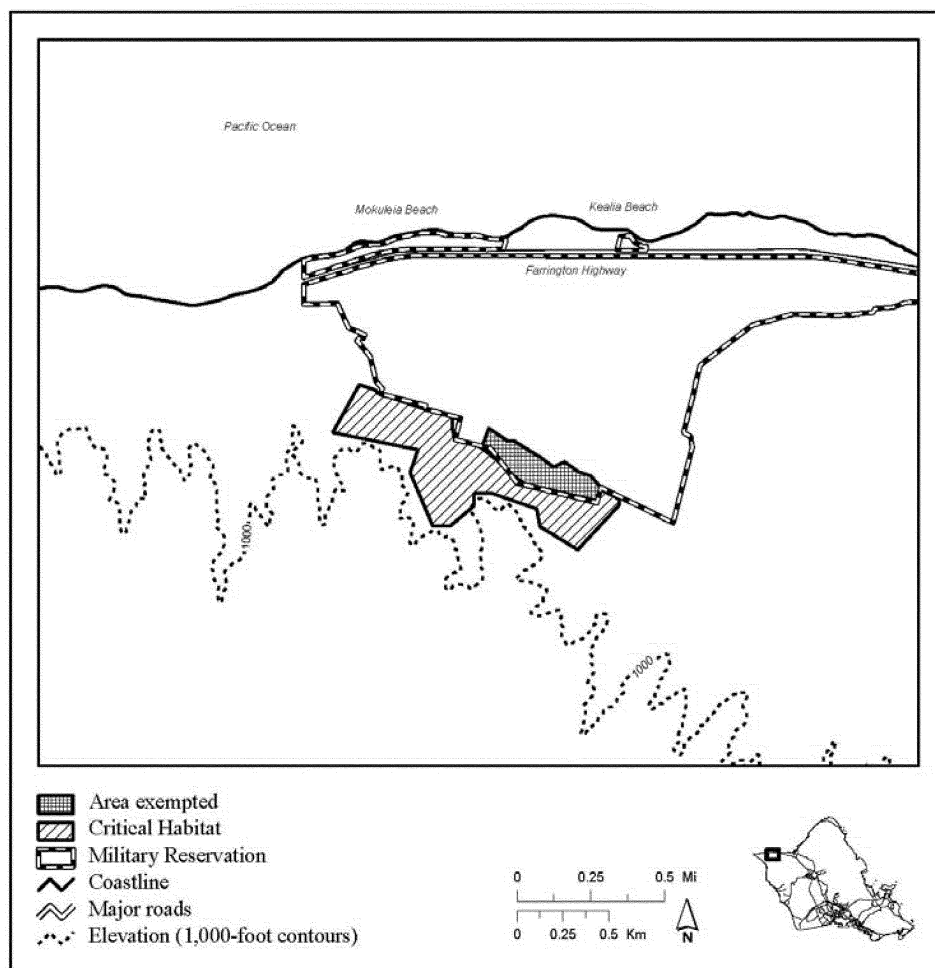 Pacific Ocean
Mokuleia Beach
Kealia Beach
Farrington Highway
1000
1000
Area exempted
Critical Habitat
Military Reservation
Coastline
Major roads
Elevation (1,000-foot contours)
0 0.25 0.5 Mi
0 0.25 0.5 Km
N